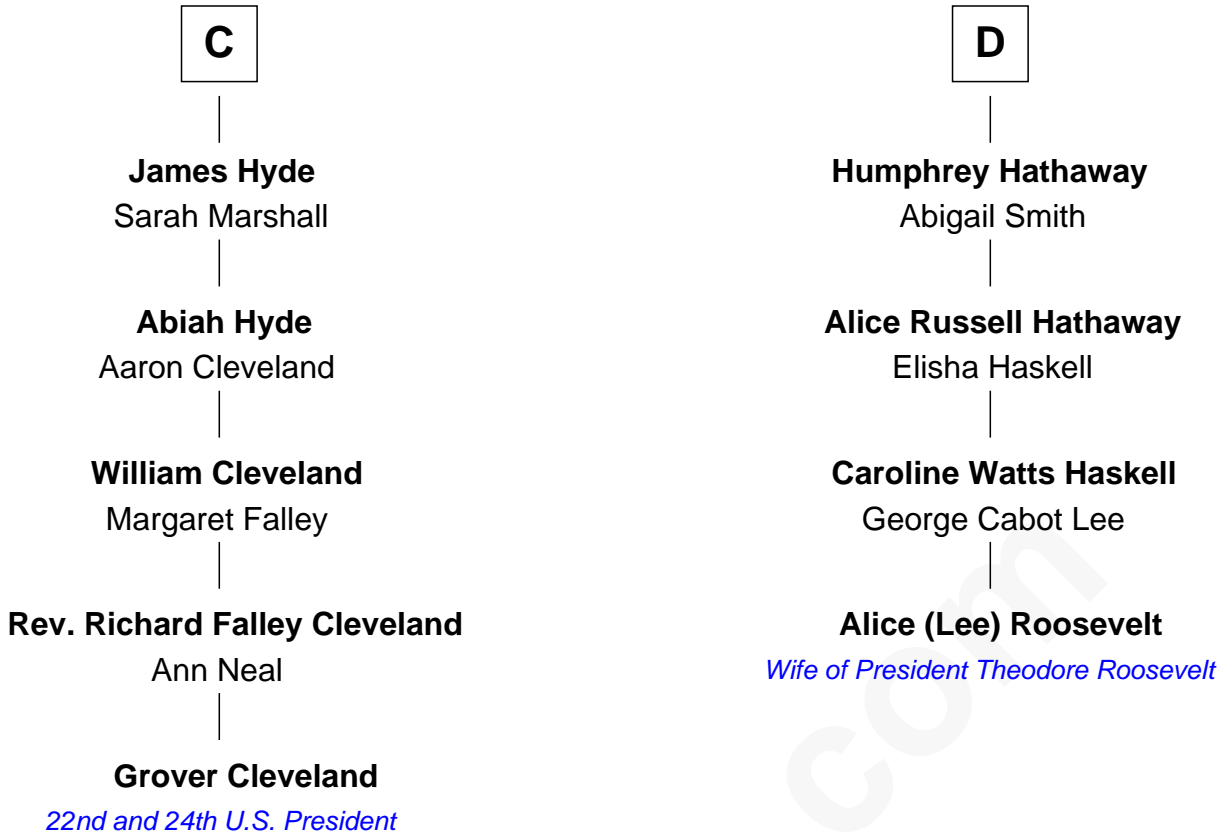 C
James Hyde
Sarah Marshall
Abiah Hyde
Aaron Cleveland
William Cleveland
Margaret Falley
Rev. Richard Falley Cleveland
Ann Neal
Grover Cleveland
22nd and 24th U.S. President
D
Humphrey Hathaway
Abigail Smith
Alice Russell Hathaway
Elisha Haskell
Caroline Watts Haskell
George Cabot Lee
Alice (Lee) Roosevelt
Wife of President Theodore Roosevelt
com